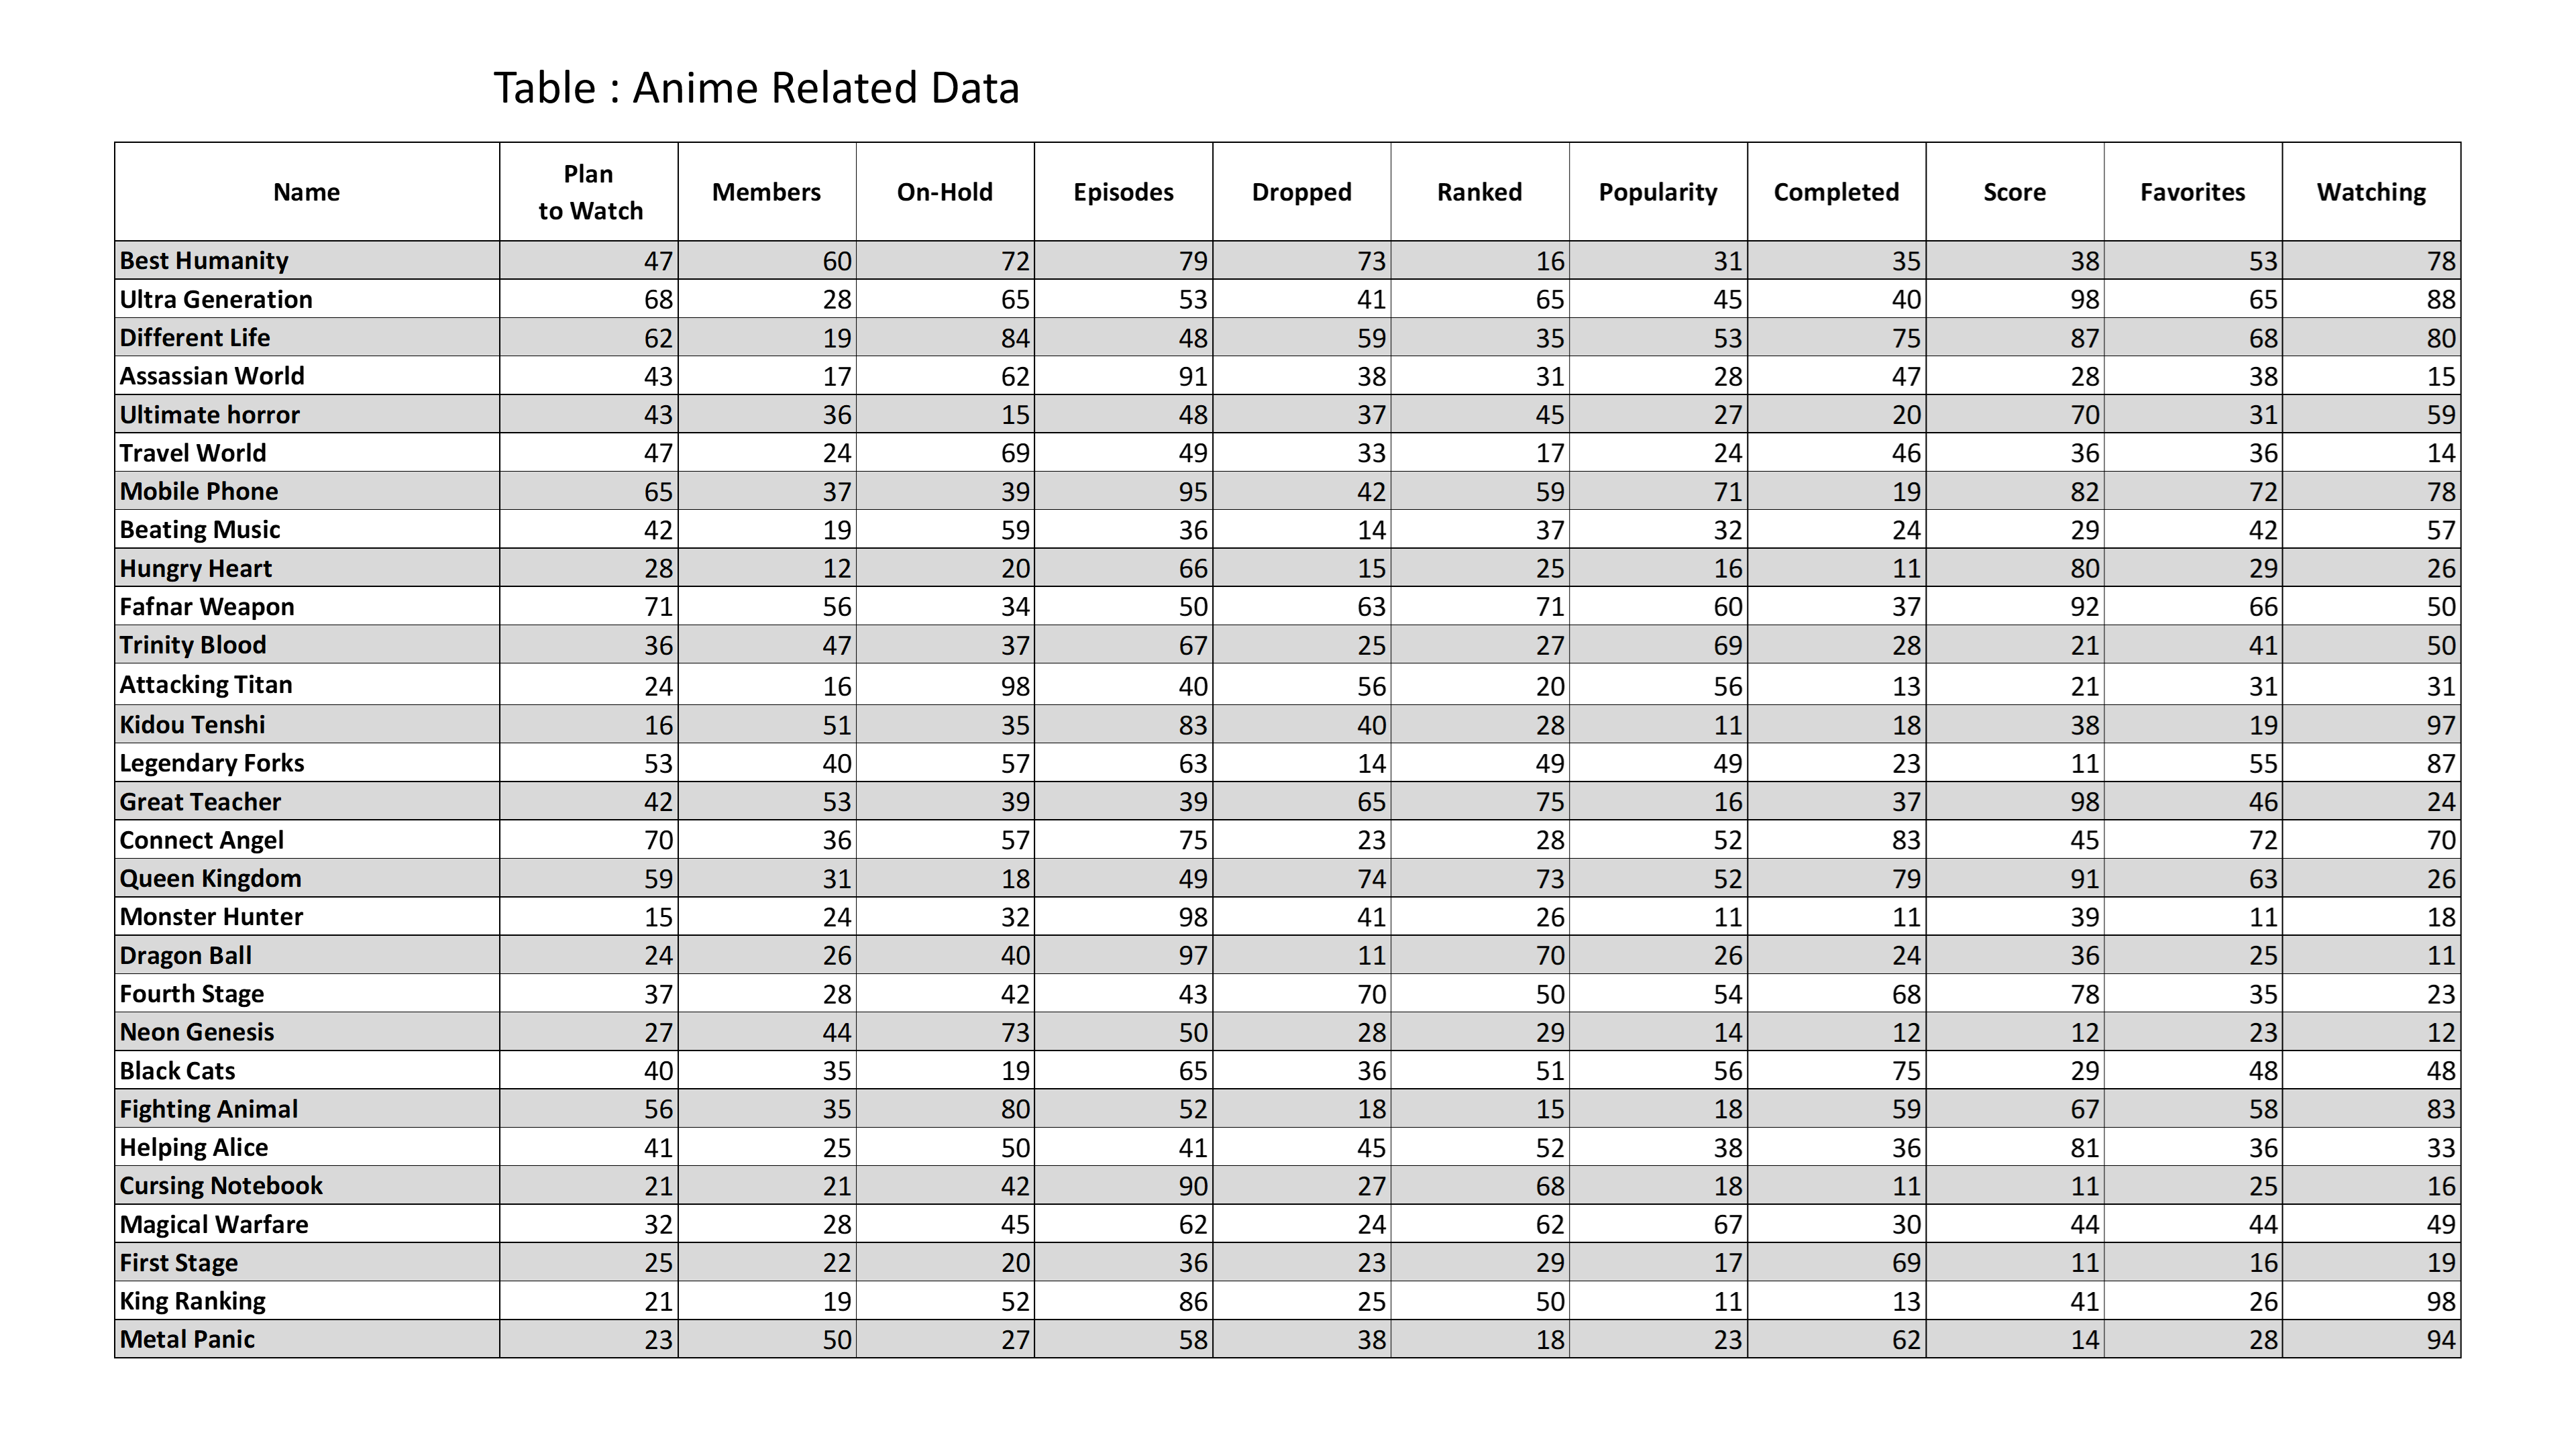 Table : Anime Related Data
Name Plan to Watch Members On-Hold Episodes Dropped Ranked Popularity Completed Score Favorites Watching
Best Humanity 47 60 72 79 73 16 31 35 38 53 78
Ultra Generation 68 28 65 53 41 65 45 40 98 65 88
Different Life 62 19 84 48 59 35 53 75 87 68 80
Assassian World 43 17 62 91 38 31 28 47 28 38 15
Ultimate horror 43 36 15 48 37 45 27 20 70 31 59
Travel World 47 24 69 49 33 17 24 46 36 36 14
Mobile Phone 65 37 39 95 42 59 71 19 82 72 78
Beating Music 42 19 59 36 14 37 32 24 29 42 57
Hungry Heart 28 12 20 66 15 25 16 11 80 29 26
Fafnar Weapon 71 56 34 50 63 71 60 37 92 66 50
Trinity Blood 36 47 37 67 25 27 69 28 21 41 50
Attacking Titan 24 16 98 40 56 20 56 13 21 31 31
Kidou Tenshi 16 51 35 83 40 28 11 18 38 19 97
Legendary Forks 53 40 57 63 14 49 49 23 11 55 87
Great Teacher 42 53 39 39 65 75 16 37 98 46 24
Connect Angel 70 36 57 75 23 28 52 83 45 72 70
Queen Kingdom 59 31 18 49 74 73 52 79 91 63 26
Monster Hunter 15 24 32 98 41 26 11 11 39 11 18
Dragon Ball 24 26 40 97 11 70 26 24 36 25 11
Fourth Stage 37 28 42 43 70 50 54 68 78 35 23
Neon Genesis 27 44 73 50 28 29 14 12 12 23 12
Black Cats 40 35 19 65 36 51 56 75 29 48 48
Fighting Animal 56 35 80 52 18 15 18 59 67 58 83
Helping Alice 41 25 50 41 45 52 38 36 81 36 33
Cursing Notebook 21 21 42 90 27 68 18 11 11 25 16
Magical Warfare 32 28 45 62 24 62 67 30 44 44 49
First Stage 25 22 20 36 23 29 17 69 11 16 19
King Ranking 21 19 52 86 25 50 11 13 41 26 98
Metal Panic 23 50 27 58 38 18 23 62 14 28 94